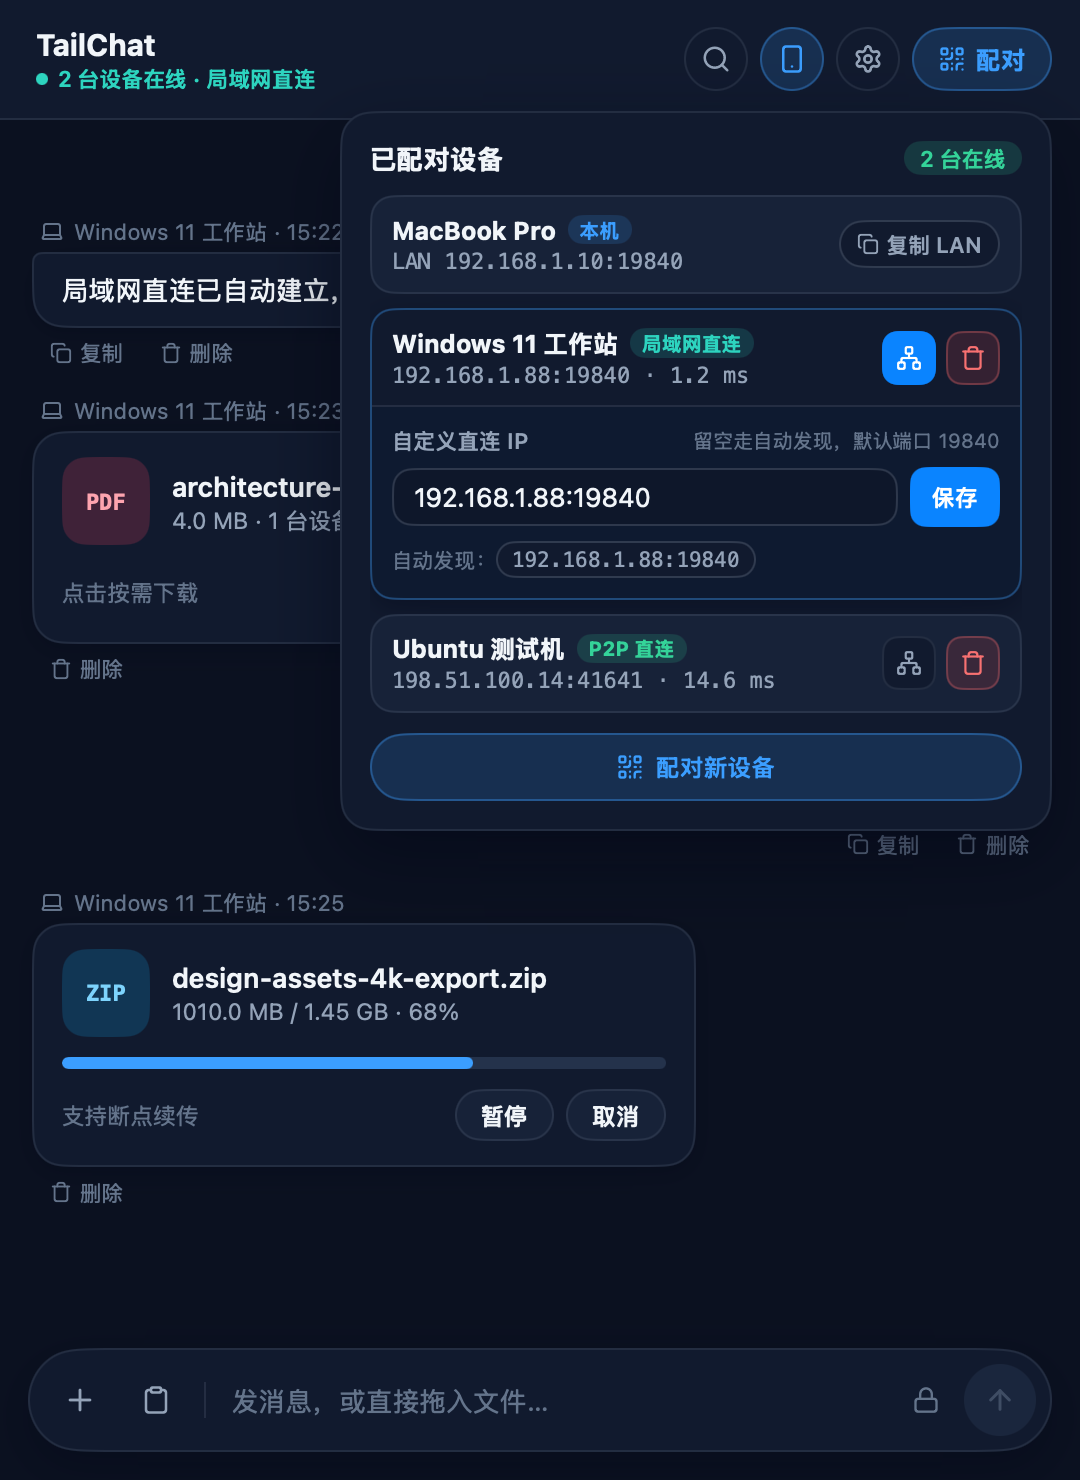 TailChat
2 台设备在线 · 局域网直连
配对
已配对设备
2 台在线
MacBook Pro 本机
LAN 192.168.1.10:19840
复制 LAN
Windows 11 工作站 局域网直连
192.168.1.88:19840 · 1.2 ms
自定义直连 IP
留空走自动发现，默认端口 19840
192.168.1.88:19840
保存
自动发现：
192.168.1.88:19840
Ubuntu 测试机 P2P 直连
198.51.100.14:41641 · 14.6 ms
配对新设备
Windows 11 工作站 · 15:22
局域网直连已自动建立，
复制 删除
Windows 11 工作站 · 15:23
PDF
architecture-
4.0 MB · 1 台设
点击按需下载
删除
复制 删除
Windows 11 工作站 · 15:25
ZIP
design-assets-4k-export.zip
1010.0 MB / 1.45 GB · 68%
支持断点续传
暂停 取消
删除
发消息，或直接拖入文件...